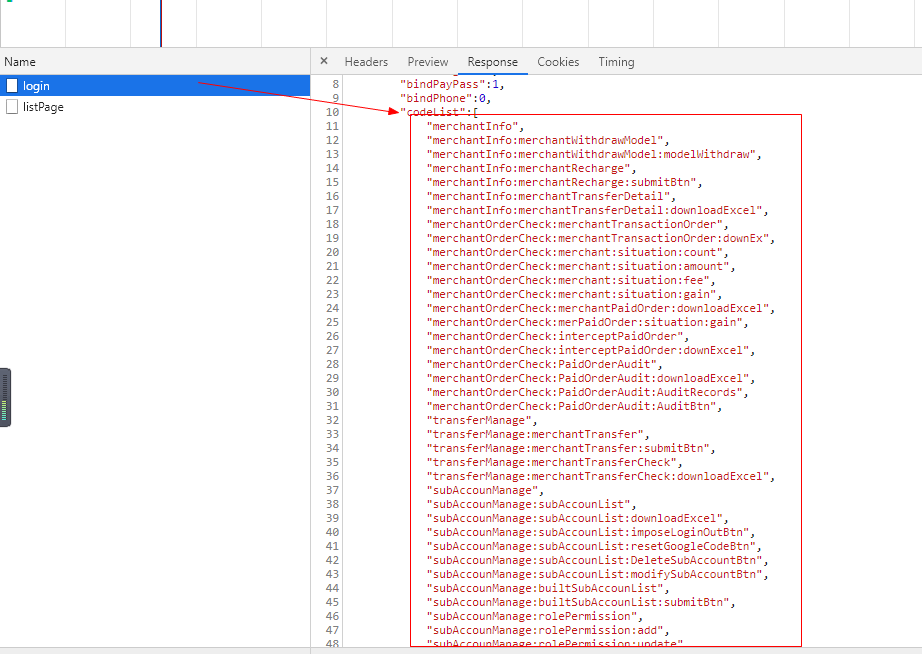 Name
× Headers Preview Response Cookies Timing
login
listPage
8 "bindPayPass":1,
9 "bindPhone":0,
10 "codeList":[
11 "merchantInfo",
12 "merchantInfo:merchantWithdrawModel",
13 "merchantInfo:merchantWithdrawModel:modelWithdraw",
14 "merchantInfo:merchantRecharge",
15 "merchantInfo:merchantRecharge:submitBtn",
16 "merchantInfo:merchantTransferDetail",
17 "merchantInfo:merchantTransferDetail:downloadExcel",
18 "merchantOrderCheck:merchantTransactionOrder",
19 "merchantOrderCheck:merchantTransactionOrder:downEx",
20 "merchantOrderCheck:merchant:situation:count",
21 "merchantOrderCheck:merchant:situation:amount",
22 "merchantOrderCheck:merchant:situation:fee",
23 "merchantOrderCheck:merchant:situation:gain",
24 "merchantOrderCheck:merchantPaidOrder:downloadExcel",
25 "merchantOrderCheck:merPaidOrder:situation:gain",
26 "merchantOrderCheck:interceptPaidOrder",
27 "merchantOrderCheck:interceptPaidOrder:downExcel",
28 "merchantOrderCheck:PaidOrderAudit",
29 "merchantOrderCheck:PaidOrderAudit:downloadExcel",
30 "merchantOrderCheck:PaidOrderAudit:AuditRecords",
31 "merchantOrderCheck:PaidOrderAudit:AuditBtn",
32 "transferManage",
33 "transferManage:merchantTransfer",
34 "transferManage:merchantTransfer:submitBtn",
35 "transferManage:merchantTransferCheck",
36 "transferManage:merchantTransferCheck:downloadExcel",
37 "subAccounManage",
38 "subAccounManage:subAccounList",
39 "subAccounManage:subAccounList:downloadExcel",
40 "subAccounManage:subAccounList:imposeLoginOutBtn",
41 "subAccounManage:subAccounList:resetGoogleCodeBtn",
42 "subAccounManage:subAccounList:DeleteSubAccountBtn",
43 "subAccounManage:subAccounList:modifySubAccountBtn",
44 "subAccounManage:builtSubAccounList",
45 "subAccounManage:builtSubAccounList:submitBtn",
46 "subAccounManage:rolePermission",
47 "subAccounManage:rolePermission:add",
48 "subAccounManage:rolePermission:update"